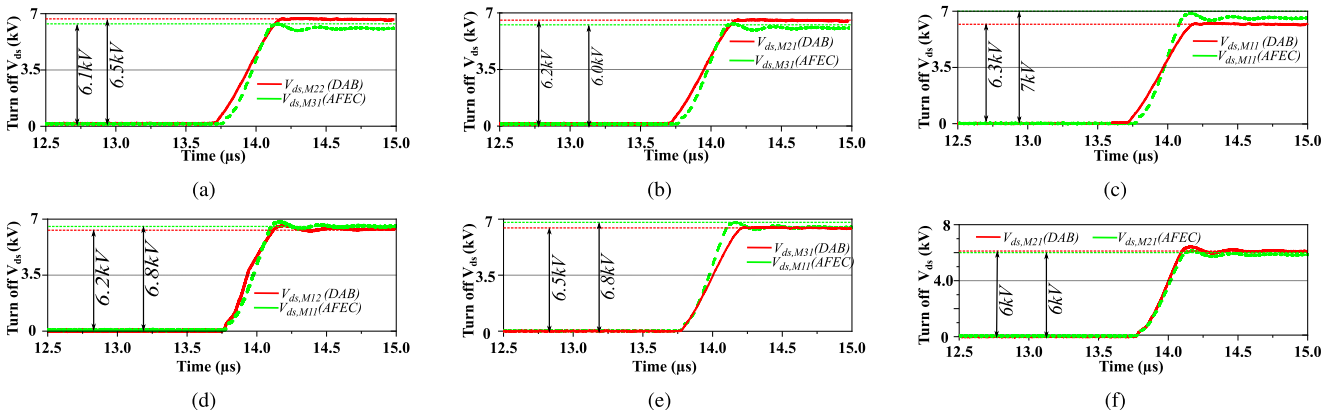 Turn off V_ds (kV)
7
3.5
0
6.1kV
6.5kV
V_ds,M22 (DAB)
V_ds,M31 (AFEC)
12.5 13.0 13.5 14.0 14.5 15.0
Time (µs)
(a)
Turn off V_ds (kV)
7
3.5
0
6.2kV
6.0kV
V_ds,M21 (DAB)
V_ds,M31 (AFEC)
12.5 13.0 13.5 14.0 14.5 15.0
Time (µs)
(b)
Turn off V_ds (kV)
7
3.5
0
6.3kV
7kV
V_ds,M11 (DAB)
V_ds,M11 (AFEC)
12.5 13.0 13.5 14.0 14.5 15.0
Time (µs)
(c)
Turn off V_ds (kV)
7
3.5
0
6.2kV
6.8kV
V_ds,M12 (DAB)
V_ds,M11 (AFEC)
12.5 13.0 13.5 14.0 14.5 15.0
Time (µs)
(d)
Turn off V_ds (kV)
7
3.5
0
6.5kV
6.8kV
V_ds,M31 (DAB)
V_ds,M11 (AFEC)
12.5 13.0 13.5 14.0 14.5 15.0
Time (µs)
(e)
Turn off V_ds (kV)
8
4.0
0
6kV
6kV
V_ds,M21 (DAB) V_ds,M21 (AFEC)
12.5 13.0 13.5 14.0 14.5 15.0
Time (µs)
(f)